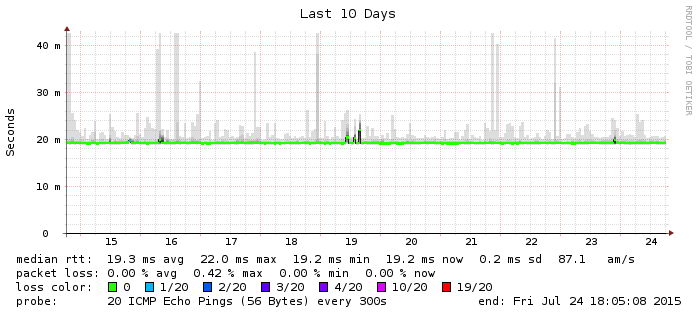 Last 10 Days
RRDTOOL / TOBI OETIKER
Seconds
40 m
30 m
20 m
10 m
0
15 16 17 18 19 20 21 22 23 24
median rtt: 19.3 ms avg 22.0 ms max 19.2 ms min 19.2 ms now 0.2 ms sd 87.1 am/s
packet loss: 0.00 % avg 0.42 % max 0.00 % min 0.00 % now
loss color: 0 1/20 2/20 3/20 4/20 10/20 19/20
probe: 20 ICMP Echo Pings (56 Bytes) every 300s end: Fri Jul 24 18:05:08 2015